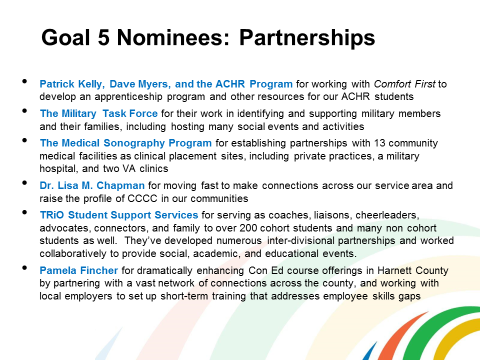 Goal 5 Nominees: Partnerships
• Patrick Kelly, Dave Myers, and the ACHR Program for working with Comfort First to
develop an apprenticeship program and other resources for our ACHR students
• The Military Task Force for their work in identifying and supporting military members
and their families, including hosting many social events and activities
• The Medical Sonography Program for establishing partnerships with 13 community
medical facilities as clinical placement sites, including private practices, a military
hospital, and two VA clinics
• Dr. Lisa M. Chapman for moving fast to make connections across our service area and
raise the profile of CCCC in our communities
• TRiO Student Support Services for serving as coaches, liaisons, cheerleaders,
advocates, connectors, and family to over 200 cohort students and many non cohort
students as well. They've developed numerous inter-divisional partnerships and worked
collaboratively to provide social, academic, and educational events.
• Pamela Fincher for dramatically enhancing Con Ed course offerings in Harnett County
by partnering with a vast network of connections across the county, and working with
local employers to set up short-term training that addresses employee skills gaps